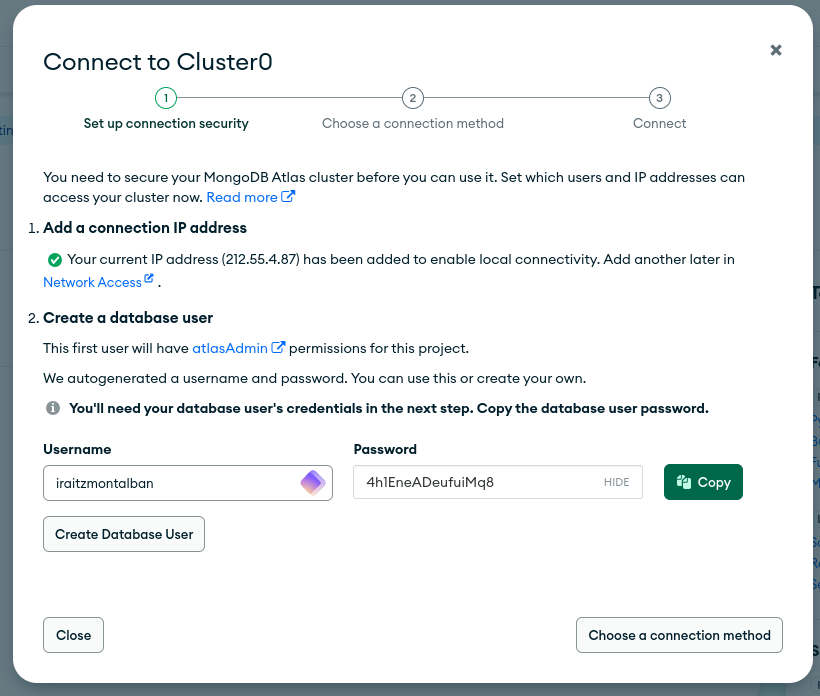 Connect to Cluster0
1
2
3
Set up connection security
Choose a connection method
Connect
You need to secure your MongoDB Atlas cluster before you can use it. Set which users and IP addresses can
access your cluster now. Read more
1. Add a connection IP address
Your current IP address (212.55.4.87) has been added to enable local connectivity. Add another later in
Network Access .
2. Create a database user
This first user will have atlasAdmin permissions for this project.
We autogenerated a username and password. You can use this or create your own.
You'll need your database user's credentials in the next step. Copy the database user password.
Username
Password
iraitzmontalban
4h1EneADeufuiMq8
HIDE
Copy
Create Database User
Close
Choose a connection method